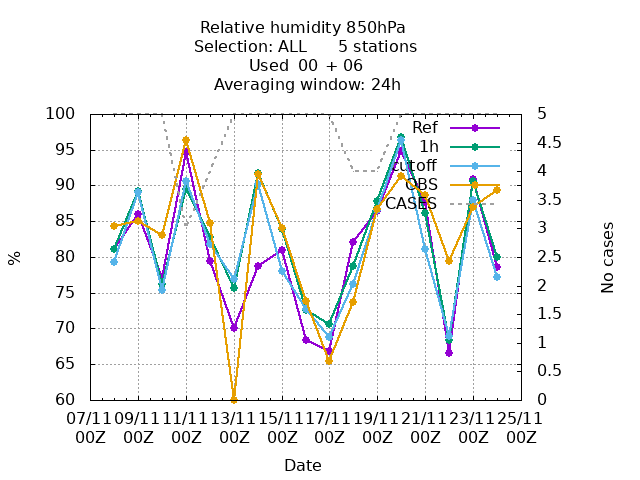 Relative humidity 850hPa
Selection: ALL      5 stations
Used  00 + 06
Averaging window: 24h
100
95
90
85
80
75
70
65
60
%
5
4.5
4
3.5
3
2.5
2
1.5
1
0.5
0
No cases
Ref
1h
cutoff
OBS
CASES
07/11 09/11 11/11 13/11 15/11 17/11 19/11 21/11 23/11 25/11
00Z 00Z 00Z 00Z 00Z 00Z 00Z 00Z 00Z 00Z
Date